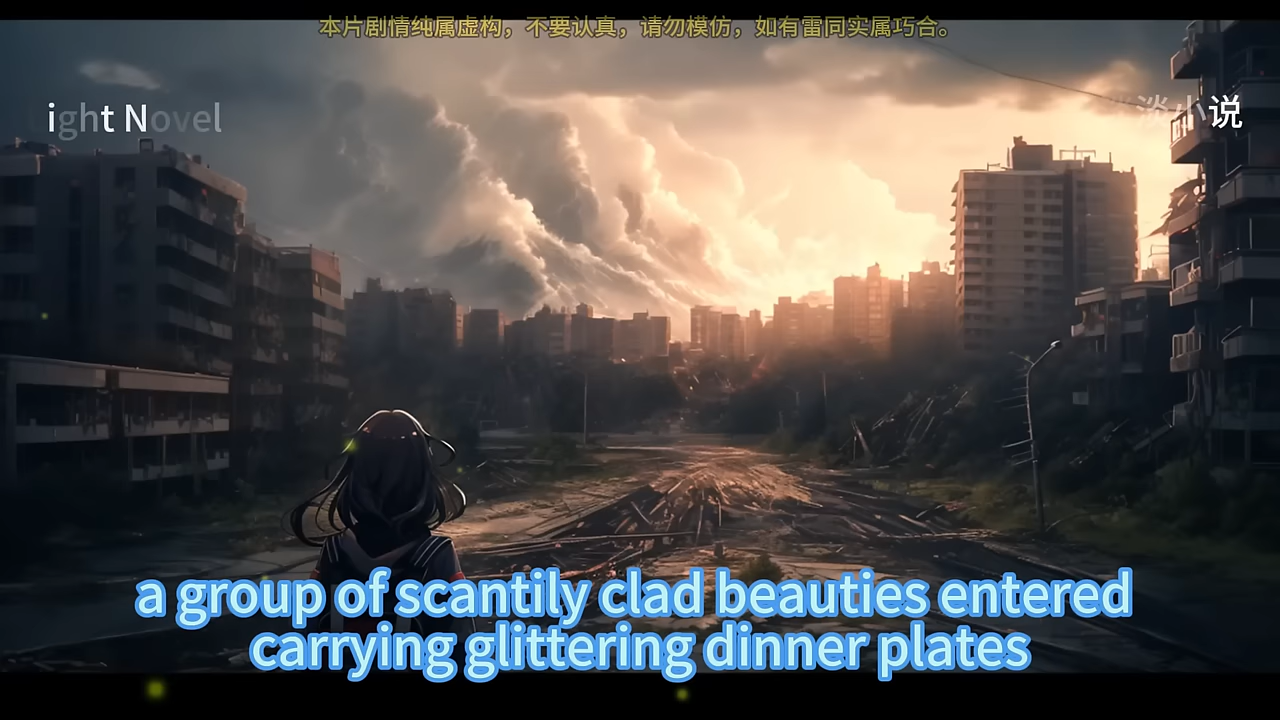 本片剧情纯属虚构，不要认真，请勿模仿，如有雷同实属巧合。
ight Novel
淡小说
a group of scantily clad beauties entered
carrying glittering dinner plates